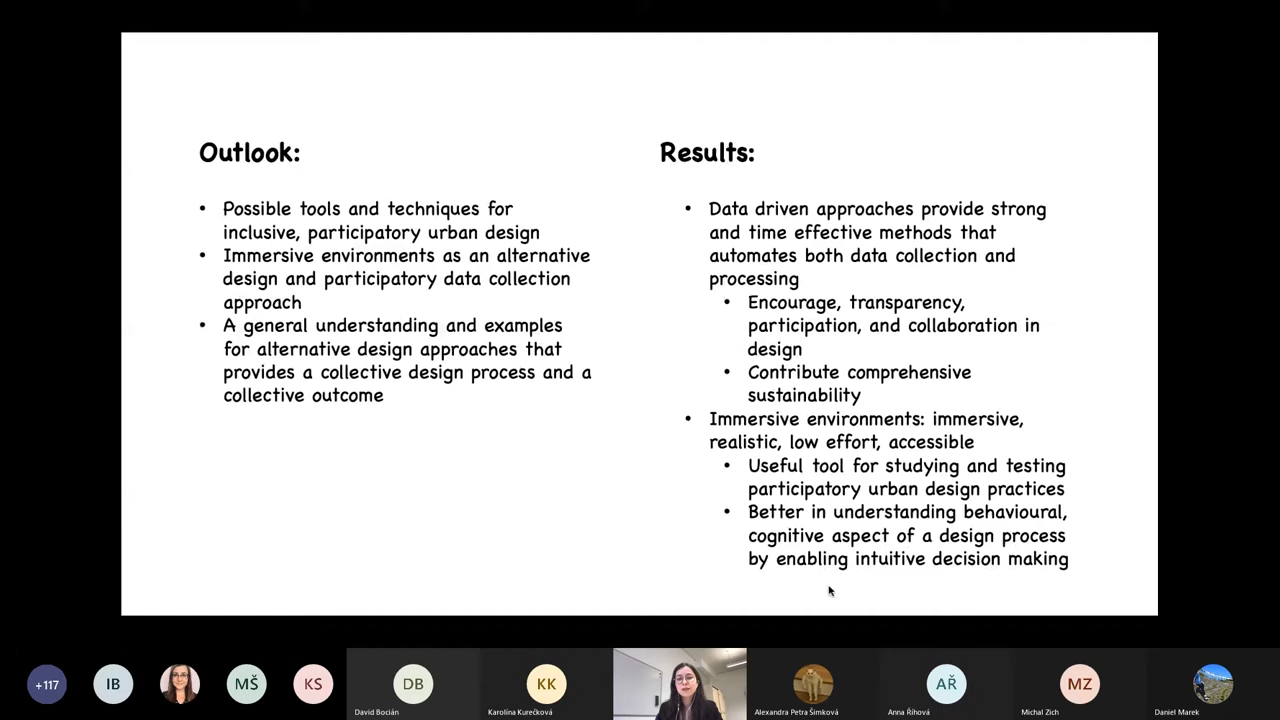 Outlook:
• Possible tools and techniques for
inclusive, participatory urban design
• Immersive environments as an alternative
design and participatory data collection
approach
• A general understanding and examples
for alternative design approaches that
provides a collective design process and a
collective outcome
Results:
• Data driven approaches provide strong
and time effective methods that
automates both data collection and
processing
• Encourage, transparency,
participation, and collaboration in
design
• Contribute comprehensive
sustainability
• Immersive environments: immersive,
realistic, low effort, accessible
• Useful tool for studying and testing
participatory urban design practices
• Better in understanding behavioural,
cognitive aspect of a design process
by enabling intuitive decision making
+117
IB
MŠ
KS
DB
David Bocián
KK
Karolína Kurečková
Alexandra Petra Šimková
AŘ
Anna Říhová
MZ
Michal Zich
Daniel Marek